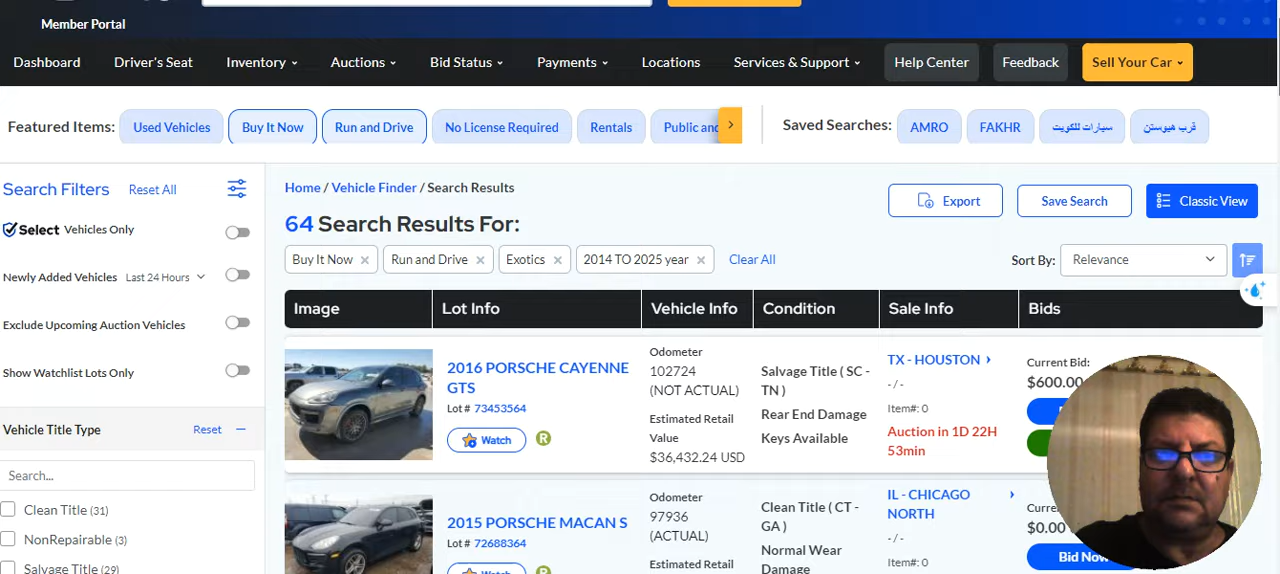 Member Portal
Dashboard Driver's Seat Inventory Auctions Bid Status Payments Locations Services & Support Help Center Feedback Sell Your Car
Featured Items: Used Vehicles Buy It Now Run and Drive No License Required Rentals Public and
Saved Searches: AMRO FAKHR سيارات للكويت قرب هيوستن
Search Filters Reset All
Select Vehicles Only
Newly Added Vehicles Last 24 Hours
Exclude Upcoming Auction Vehicles
Show Watchlist Lots Only
Vehicle Title Type Reset
Search...
Clean Title (31)
NonRepairable (3)
Salvage Title (29)
Home / Vehicle Finder / Search Results
Export Save Search Classic View
64 Search Results For:
Buy It Now × Run and Drive × Exotics × 2014 TO 2025 year × Clear All
Sort By: Relevance
Image Lot Info Vehicle Info Condition Sale Info Bids
2016 PORSCHE CAYENNE
GTS
Lot # 73453564
Watch R
Odometer
102724
(NOT ACTUAL)
Estimated Retail
Value
$36,432.24 USD
Salvage Title ( SC -
TN )
Rear End Damage
Keys Available
TX - HOUSTON
- / -
Item#: 0
Auction in 1D 22H
53min
Current Bid:
$600.00
2015 PORSCHE MACAN S
Lot # 72688364
Watch
Odometer
97936
(ACTUAL)
Estimated Retail
Clean Title ( CT -
GA )
Normal Wear
Damage
IL - CHICAGO
NORTH
- / -
Item#: 0
$0.00
Bid Now